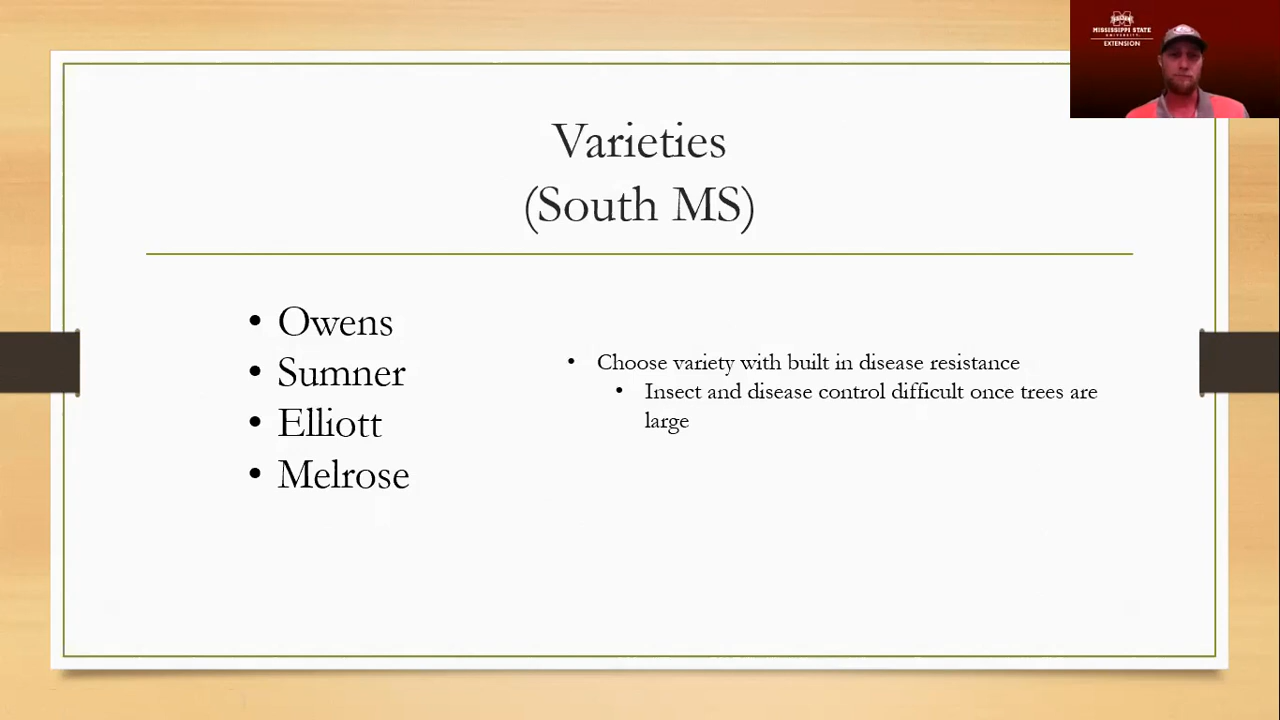 MISSISSIPPI STATE
UNIVERSITY
EXTENSION
Varieties
(South MS)
• Owens
• Sumner
• Elliott
• Melrose
• Choose variety with built in disease resistance
• Insect and disease control difficult once trees are
large